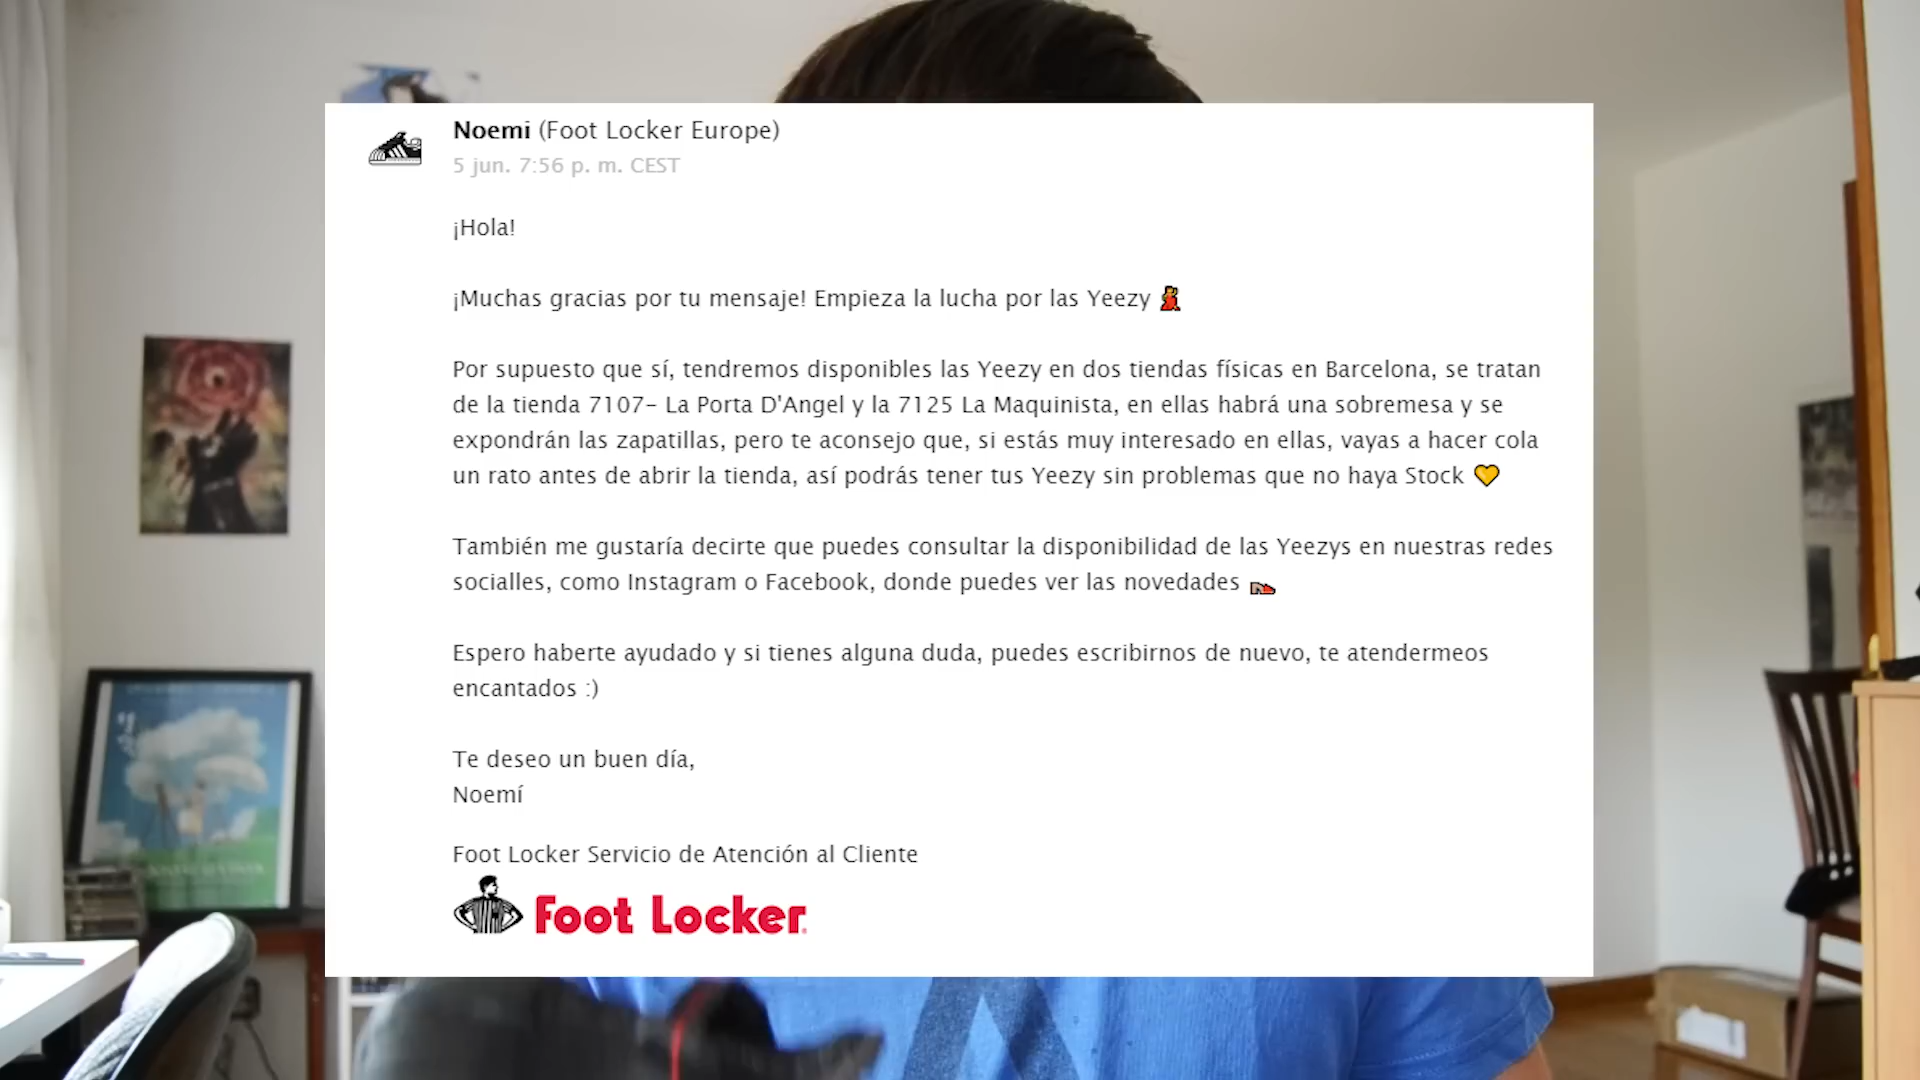 Noemi (Foot Locker Europe)
5 jun. 7:56 p. m. CEST
¡Hola!
¡Muchas gracias por tu mensaje! Empieza la lucha por las Yeezy 💃
Por supuesto que sí, tendremos disponibles las Yeezy en dos tiendas físicas en Barcelona, se tratan
de la tienda 7107- La Porta D'Angel y la 7125 La Maquinista, en ellas habrá una sobremesa y se
expondrán las zapatillas, pero te aconsejo que, si estás muy interesado en ellas, vayas a hacer cola
un rato antes de abrir la tienda, así podrás tener tus Yeezy sin problemas que no haya Stock 💛
También me gustaría decirte que puedes consultar la disponibilidad de las Yeezys en nuestras redes
socialles, como Instagram o Facebook, donde puedes ver las novedades 👟
Espero haberte ayudado y si tienes alguna duda, puedes escribirnos de nuevo, te atendermeos
encantados :)
Te deseo un buen día,
Noemí
Foot Locker Servicio de Atención al Cliente
Foot Locker